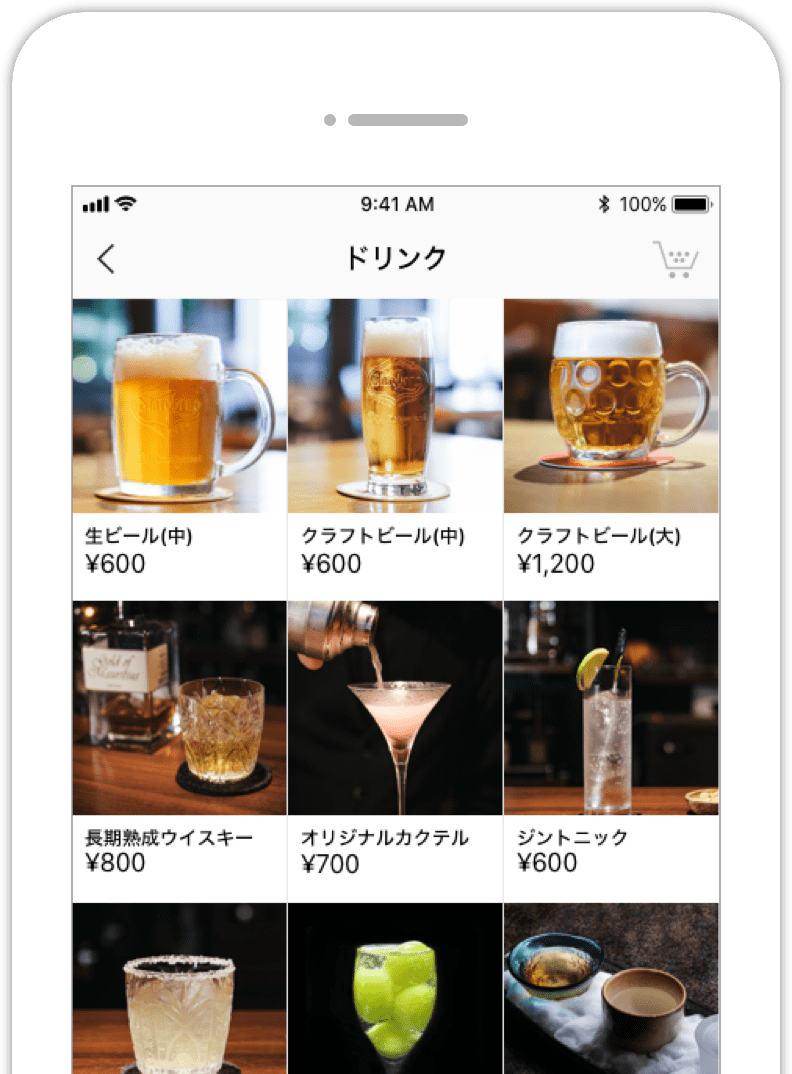 9:41 AM
100%
ドリンク
生ビール(中)
¥600
クラフトビール(中)
¥600
クラフトビール(大)
¥1,200
Gold of
Mauritius
長期熟成ウイスキー
¥800
オリジナルカクテル
¥700
ジントニック
¥600